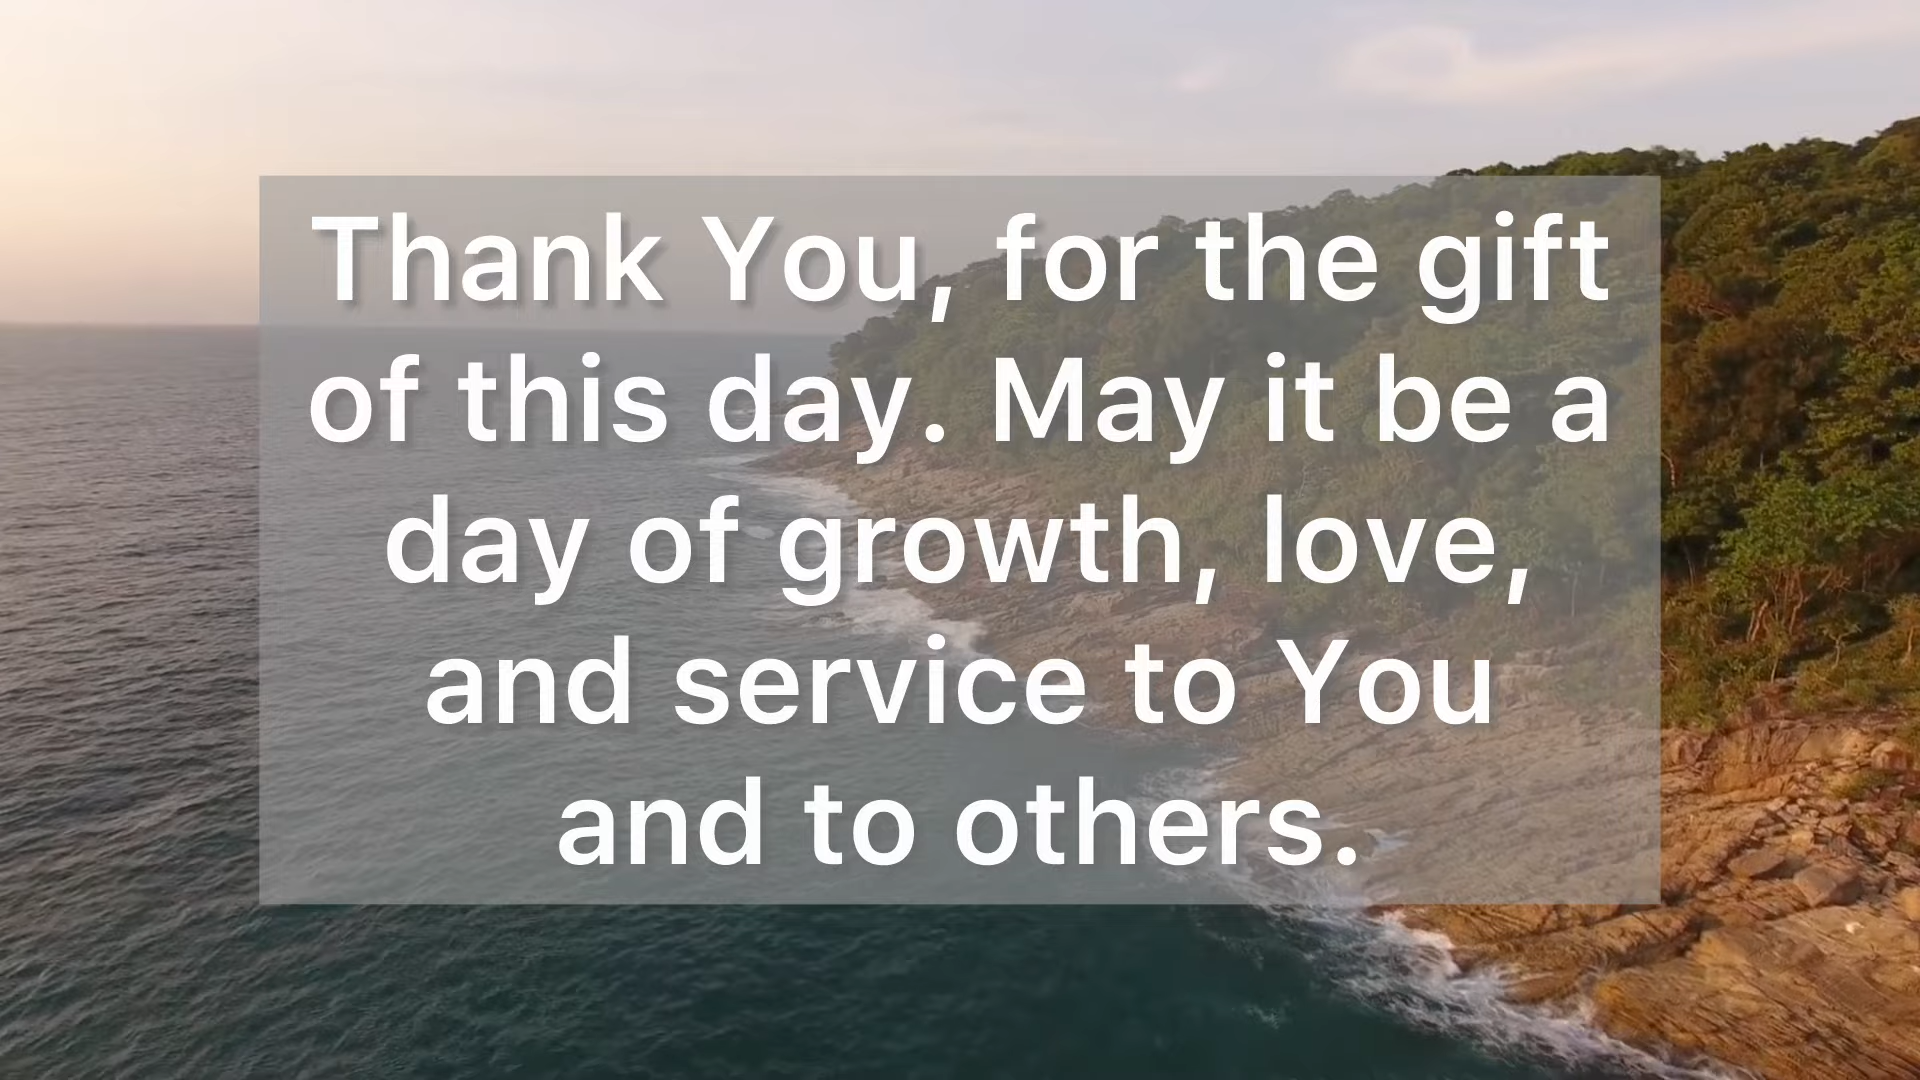 Thank You, for the gift
of this day. May it be a
day of growth, love,
and service to You
and to others.